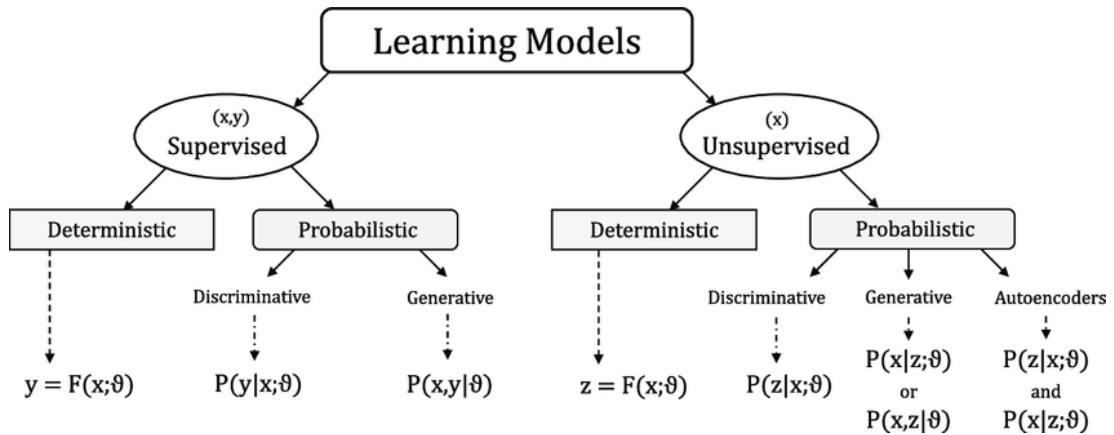 Learning Models
(x,y)
Supervised
(x)
Unsupervised
Deterministic
Probabilistic
Deterministic
Probabilistic
Discriminative
Generative
Discriminative
Generative
Autoencoders
y = F(x;ϑ)
P(y|x;ϑ)
P(x,y|ϑ)
z = F(x;ϑ)
P(z|x;ϑ)
P(x|z;ϑ)
or
P(x,z|ϑ)
P(z|x;ϑ)
and
P(x|z;ϑ)